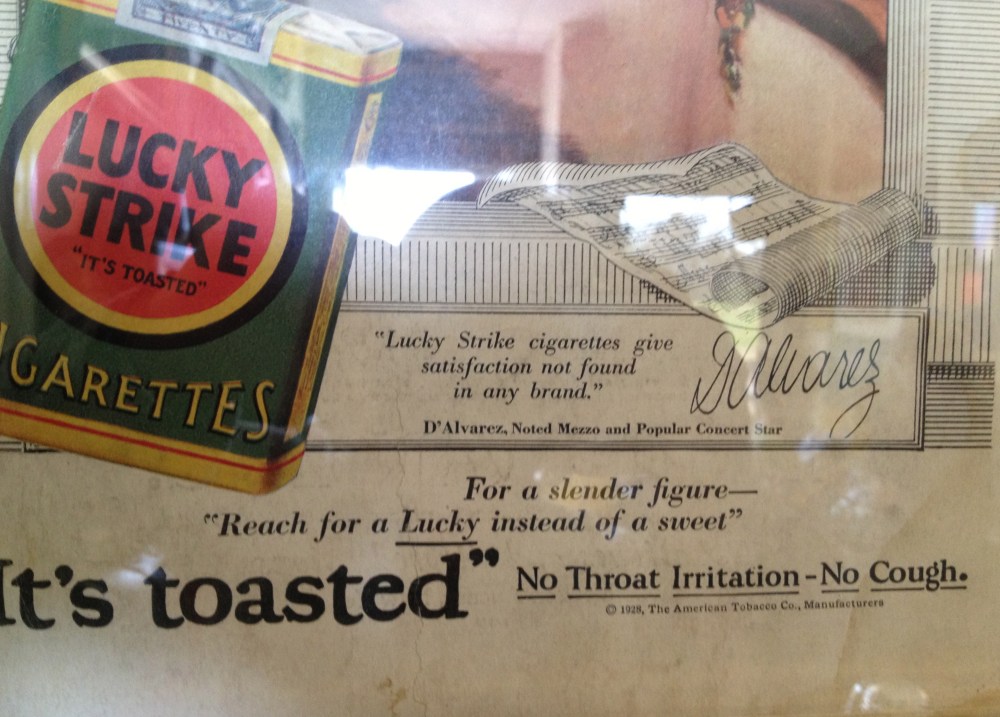 LUCKY
STRIKE
"IT'S TOASTED"
IGARETTES
"Lucky Strike cigarettes give
satisfaction not found
in any brand."
D'Alvarez
D'Alvarez, Noted Mezzo and Popular Concert Star
For a slender figure—
"Reach for a Lucky instead of a sweet"
It's toasted"
No Throat Irritation-No Cough.
© 1928, The American Tobacco Co., Manufacturers